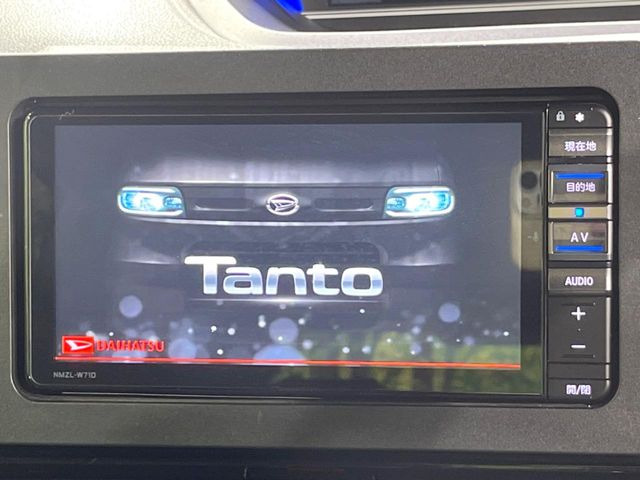 現在地
目的地
AV
AUDIO
+
−
開/閉
Tanto
DAIHATSU
NMZL-W71D